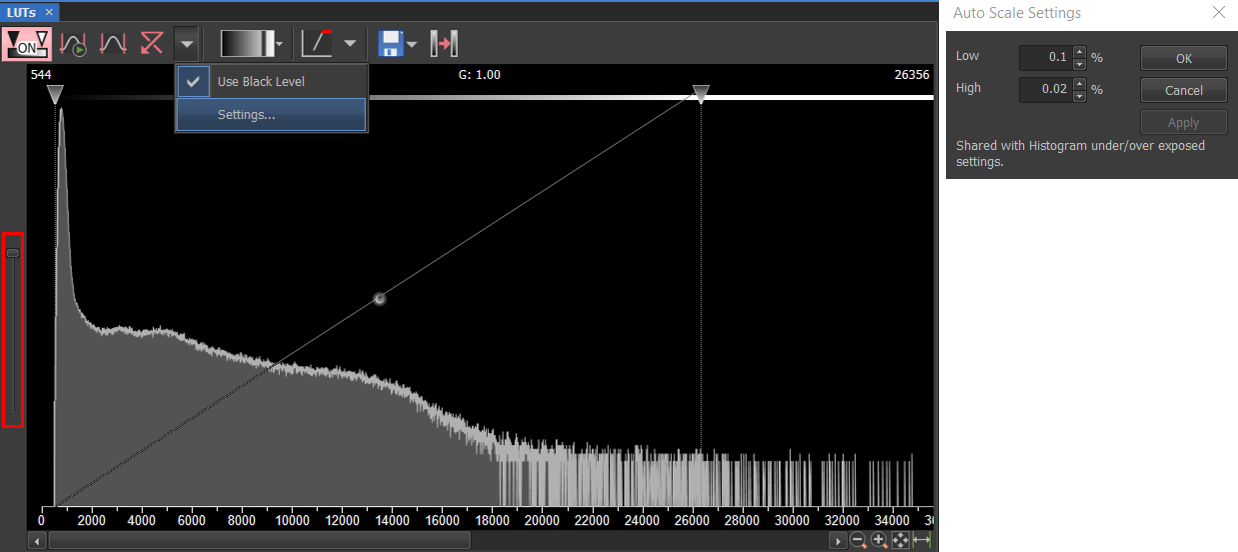 LUTs ×
ON
Use Black Level
Settings...
544
G: 1.00
26356
0 2000 4000 6000 8000 10000 12000 14000 16000 18000 20000 22000 24000 26000 28000 30000 32000 34000
Auto Scale Settings
Low 0.1 % OK
High 0.02 % Cancel
Apply
Shared with Histogram under/over exposed
settings.